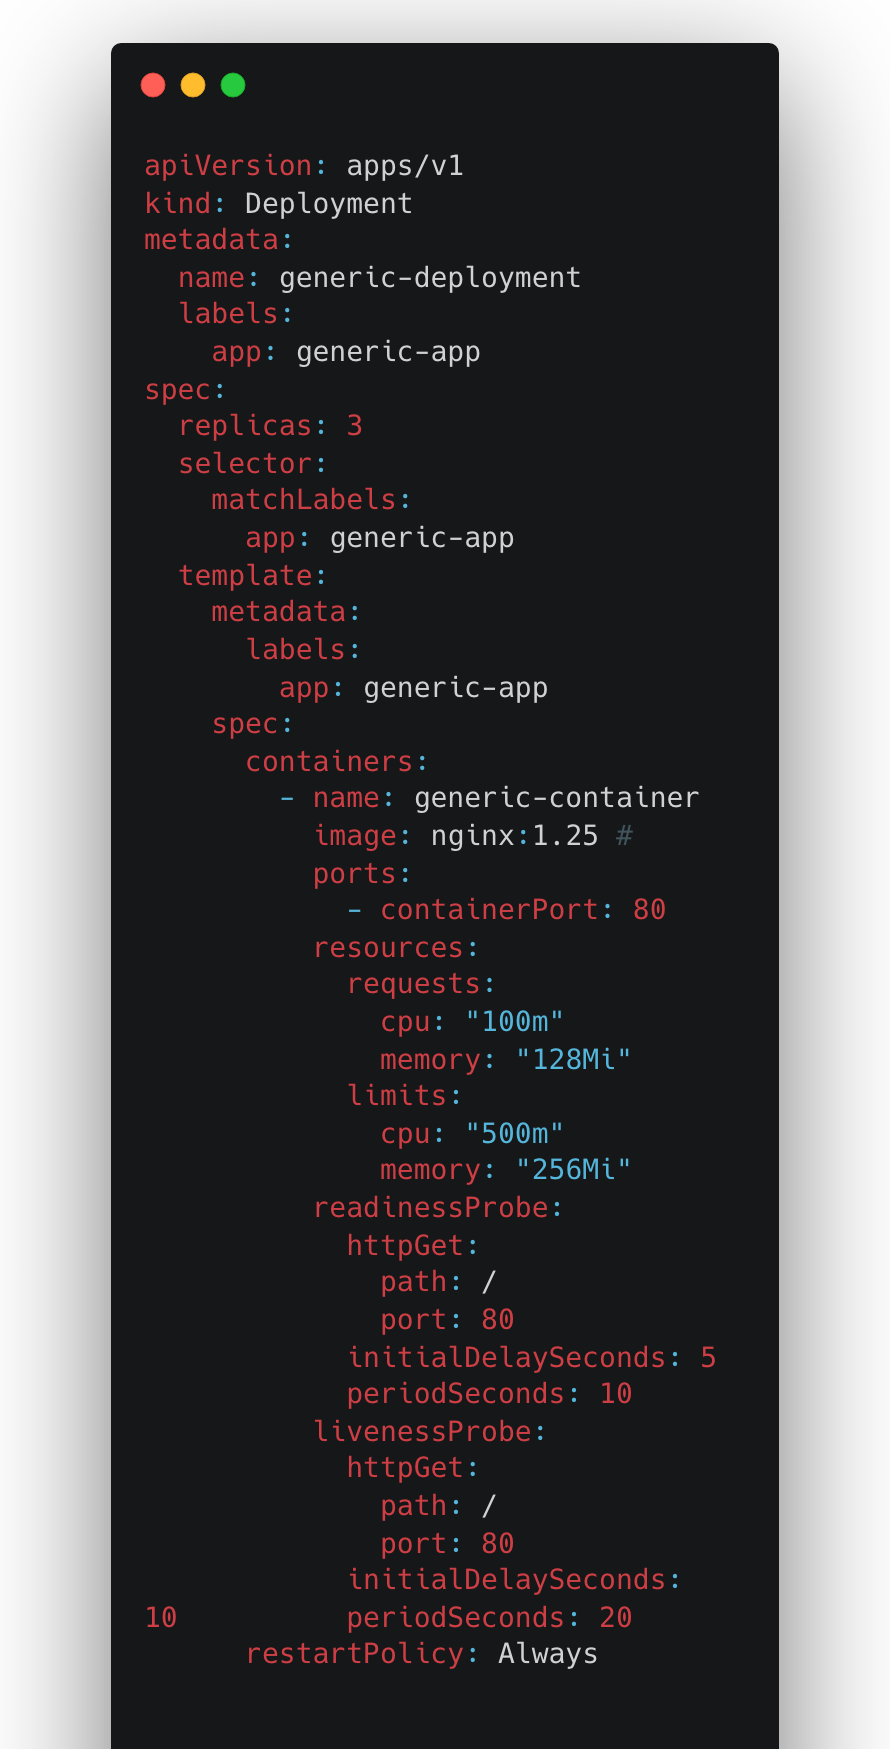 apiVersion: apps/v1
kind: Deployment
metadata:
  name: generic-deployment
  labels:
    app: generic-app
spec:
  replicas: 3
  selector:
    matchLabels:
      app: generic-app
  template:
    metadata:
      labels:
        app: generic-app
    spec:
      containers:
        - name: generic-container
          image: nginx:1.25 #
          ports:
            - containerPort: 80
          resources:
            requests:
              cpu: "100m"
              memory: "128Mi"
            limits:
              cpu: "500m"
              memory: "256Mi"
          readinessProbe:
            httpGet:
              path: /
              port: 80
            initialDelaySeconds: 5
            periodSeconds: 10
          livenessProbe:
            httpGet:
              path: /
              port: 80
            initialDelaySeconds:
10          periodSeconds: 20
      restartPolicy: Always